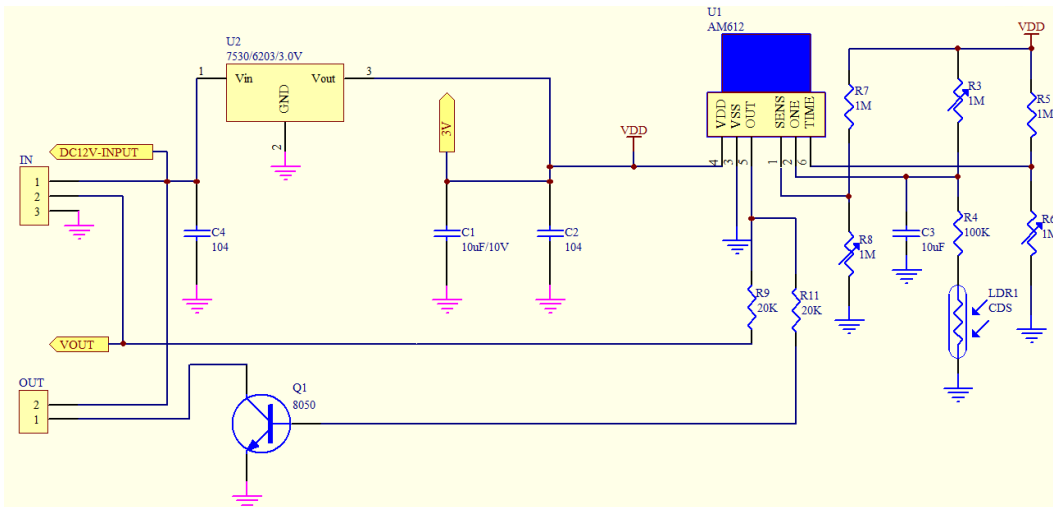 U1
AM612
VDD
U2
7530/6203/3.0V
1
Vin
Vout
3
GND
2
3V
VDD
VDD
VSS
OUT
SENS
ONE
TIME
4
3
5
1
2
6
R7
1M
R3
1M
R5
1M
IN
DC12V-INPUT
1
2
3
C4
104
C1
10uF/10V
C2
104
R8
1M
C3
10uF
R4
100K
R6
1M
R9
20K
R11
20K
LDR1
CDS
VOUT
OUT
2
1
Q1
8050